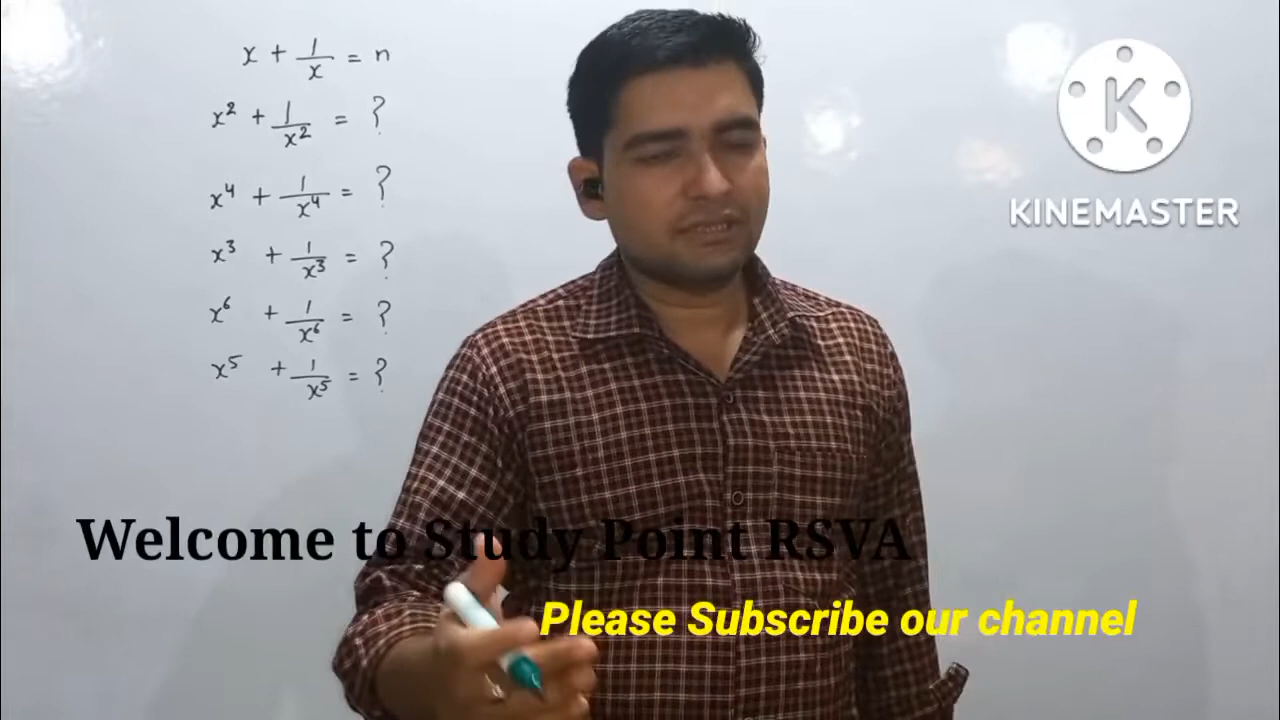 x + 1/x = n
x² + 1/x² = ?
x⁴ + 1/x⁴ = ?
x³ + 1/x³ = ?
x⁶ + 1/x⁶ = ?
x⁵ + 1/x⁵ = ?
K
KINEMASTER
Welcome to Study Point RSVA
Please Subscribe our channel